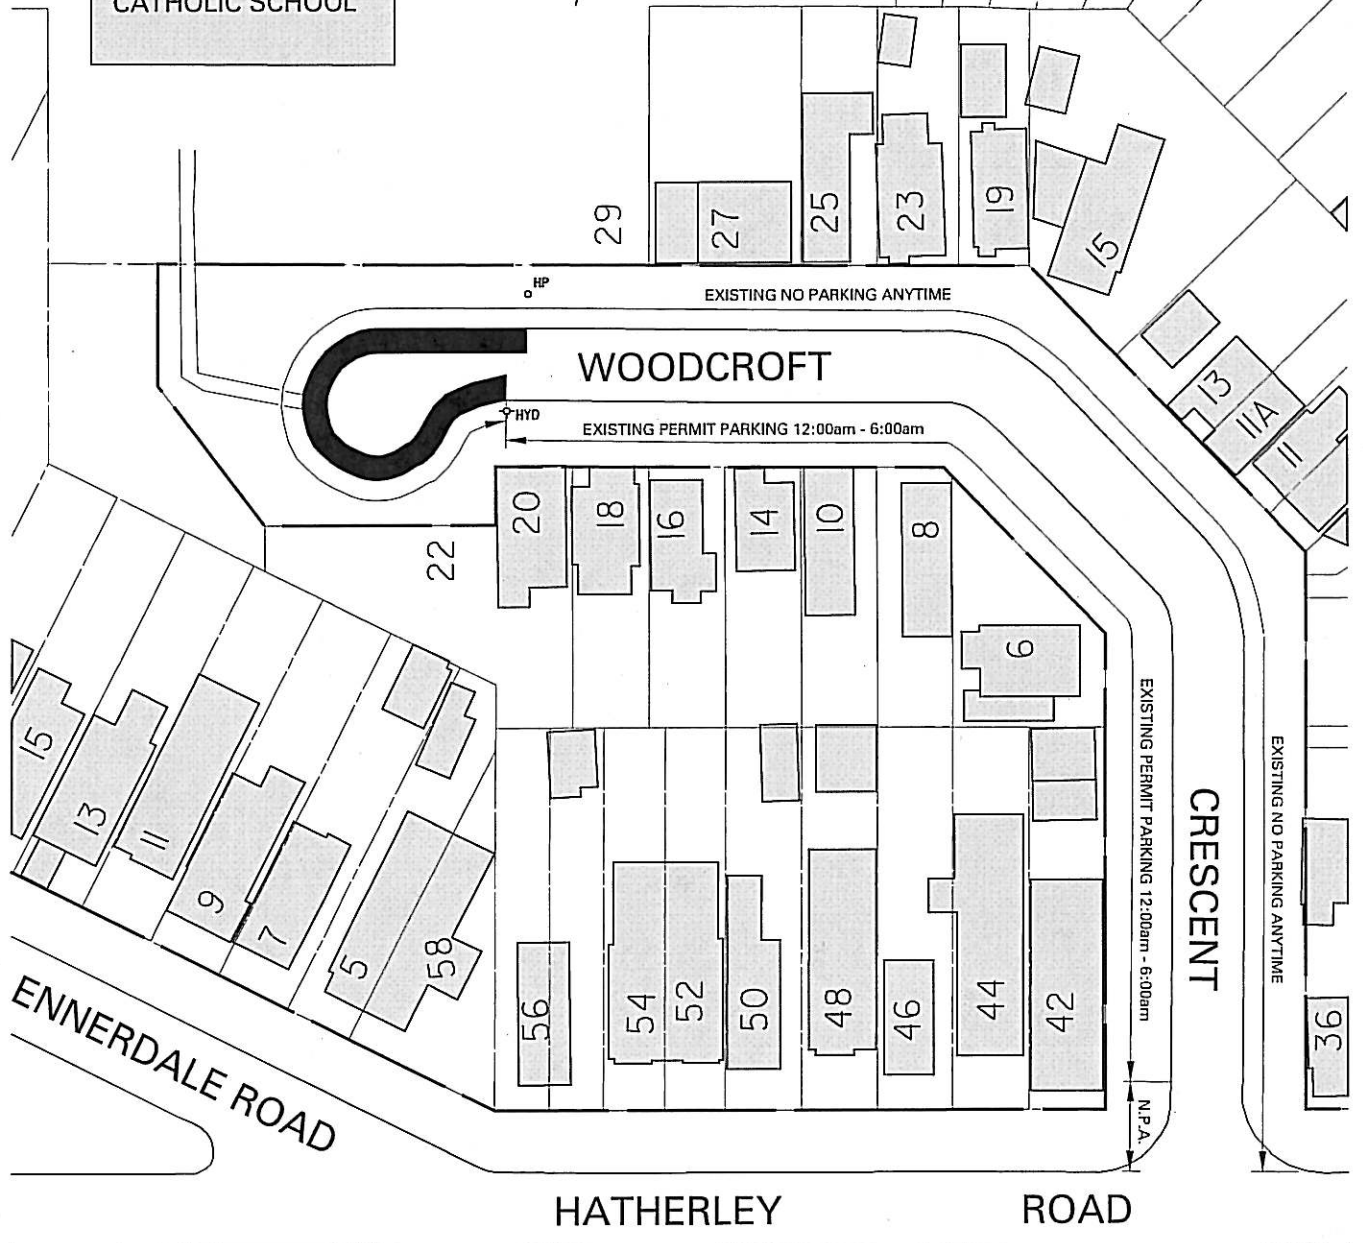 CATHOLIC SCHOOL
29
27
25
23
19
15
HP
EXISTING NO PARKING ANYTIME
WOODCROFT
13
11A
11
HYD
EXISTING PERMIT PARKING 12:00am - 6:00am
20
18
16
14
10
8
22
6
EXISTING PERMIT PARKING 12:00am - 6:00am
EXISTING NO PARKING ANYTIME
CRESCENT
15
13
11
9
7
5
58
56
54
52
50
48
46
44
42
36
N.P.A.
ENNERDALE ROAD
HATHERLEY ROAD